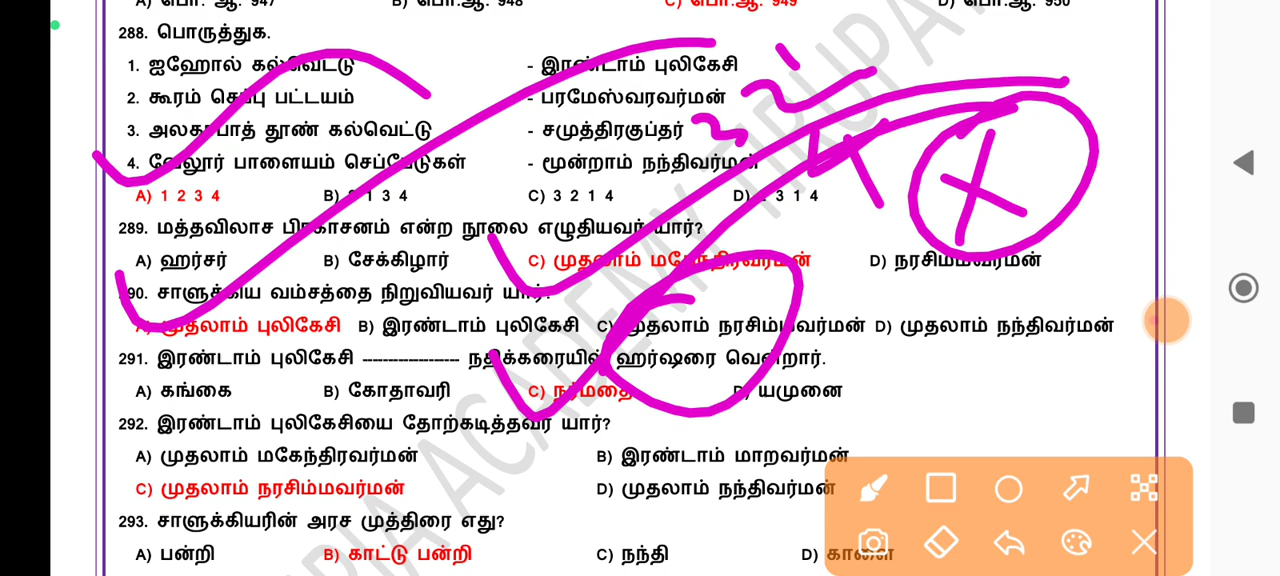 A) பொ. ஆ. 947 B) பொ.ஆ. 948 C) பொ.ஆ. 949 D) பொ.ஆ. 950
288. பொருத்துக.
1. ஐஹோல் கல்வெட்டு - இரண்டாம் புலிகேசி
2. கூரம் செப்பு பட்டயம் - பரமேஸ்வரவர்மன்
3. அலகாபாத் தூண் கல்வெட்டு - சமுத்திரகுப்தர்
4. வேலூர் பாளையம் செப்வேடுகள் - மூன்றாம் நந்திவர்மன்
A) 1 2 3 4 B) 1 3 4 C) 3 2 1 4 D) 2 3 1 4
289. மத்தவிலாச பிரகாசனம் என்ற நூலை எழுதியவர் யார்?
A) ஹர்சர் B) சேக்கிழார் C) முதலாம் மகேந்திரவர்மன் D) நரசிம்மவர்மன்
290. சாளுக்கிய வம்சத்தை நிறுவியவர் யார்?
A) முதலாம் புலிகேசி B) இரண்டாம் புலிகேசி C) முதலாம் நரசிம்மவர்மன் D) முதலாம் நந்திவர்மன்
291. இரண்டாம் புலிகேசி ------------------ நதிக்கரையில் ஹர்ஷரை வென்றார்.
A) கங்கை B) கோதாவரி C) நர்மதை D) யமுனை
292. இரண்டாம் புலிகேசியை தோற்கடித்தவர் யார்?
A) முதலாம் மகேந்திரவர்மன் B) இரண்டாம் மாறவர்மன்
C) முதலாம் நரசிம்மவர்மன் D) முதலாம் நந்திவர்மன்
293. சாளுக்கியரின் அரச முத்திரை எது?
A) பன்றி B) காட்டு பன்றி C) நந்தி D) காளை